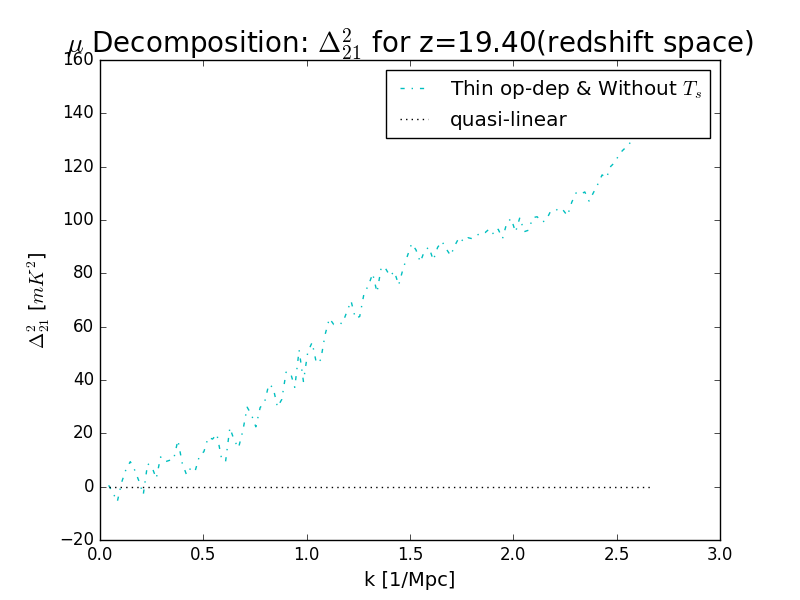 μ Decomposition: Δ²₂₁ for z=19.40(redshift space)
160
140
120
100
80
60
40
20
0
−20
Δ²₂₁ [mK²]
Thin op-dep & Without Tₛ
quasi-linear
0.0 0.5 1.0 1.5 2.0 2.5 3.0
k [1/Mpc]